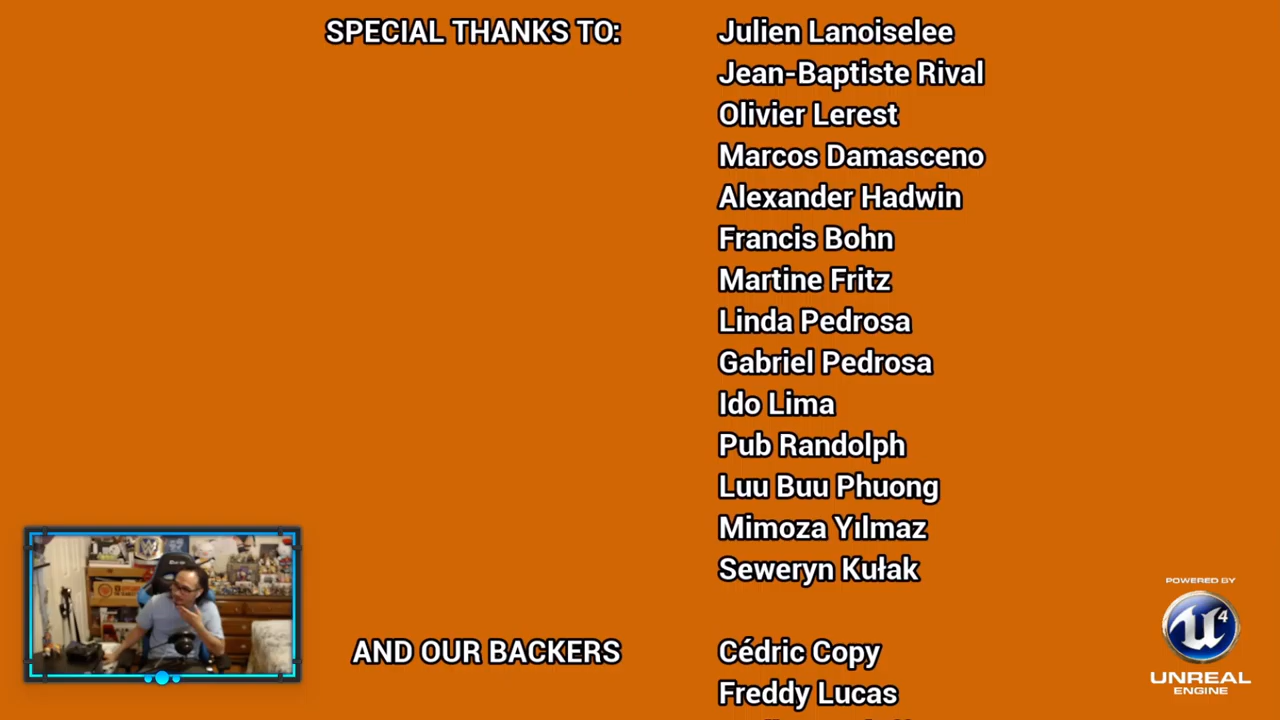 SPECIAL THANKS TO:
Julien Lanoiselee
Jean-Baptiste Rival
Olivier Lerest
Marcos Damasceno
Alexander Hadwin
Francis Bohn
Martine Fritz
Linda Pedrosa
Gabriel Pedrosa
Ido Lima
Pub Randolph
Luu Buu Phuong
Mimoza Yılmaz
Seweryn Kułak
AND OUR BACKERS
Cédric Copy
Freddy Lucas
POWERED BY
4
UNREAL
ENGINE